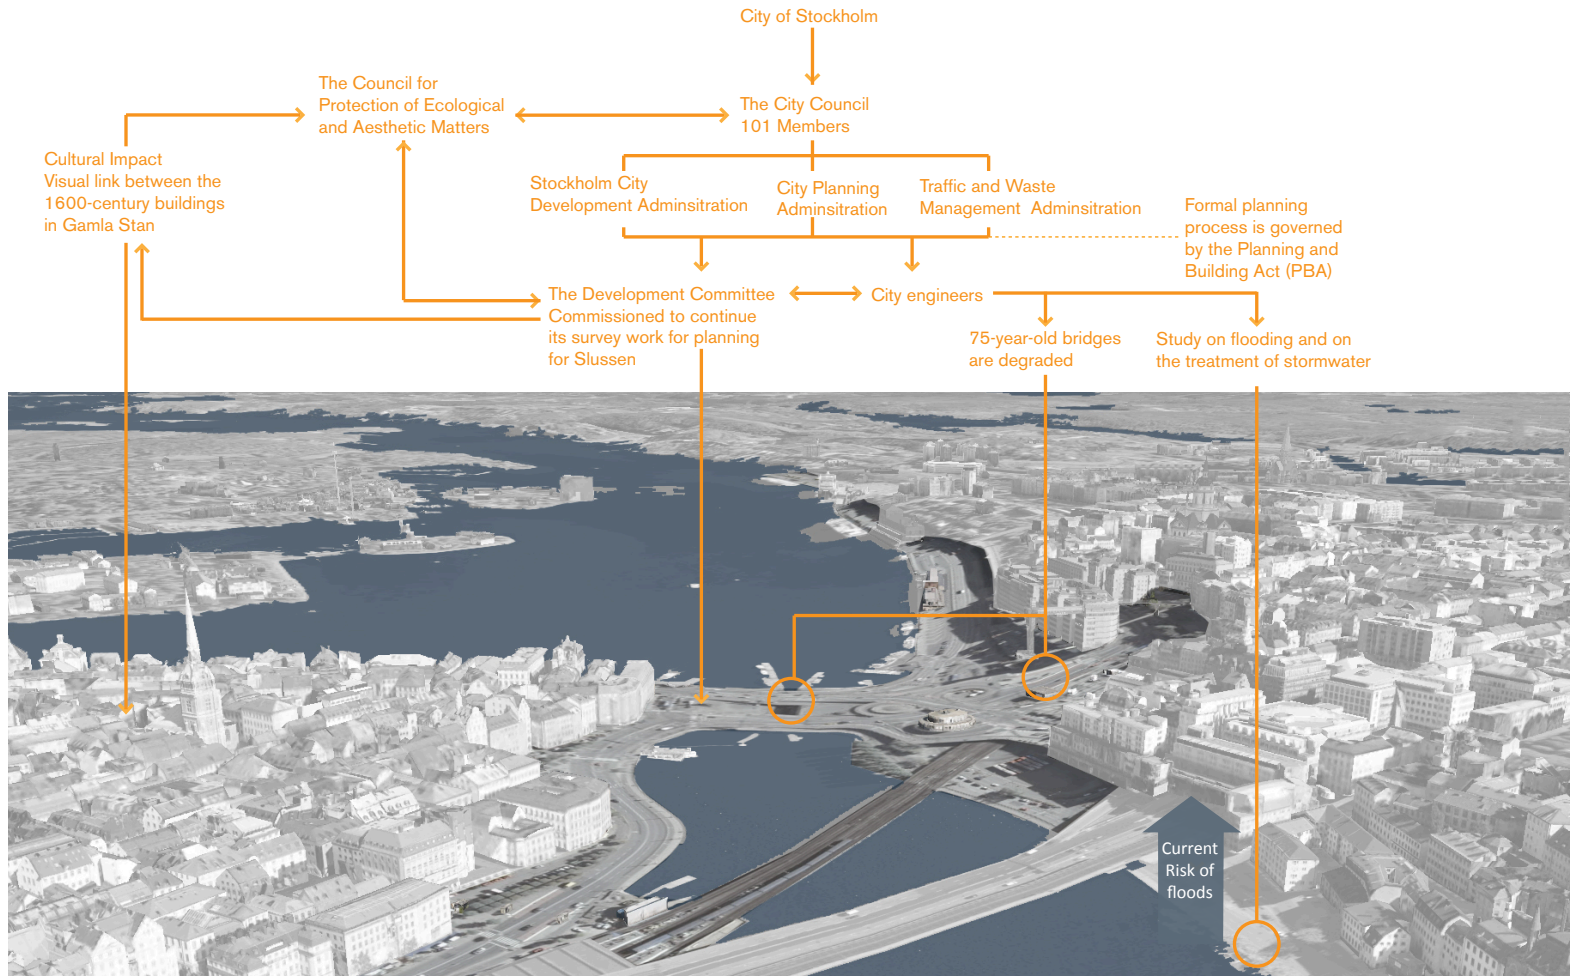 City of Stockholm
The Council for
Protection of Ecological
and Aesthetic Matters
The City Council
101 Members
Cultural Impact
Visual link between the
1600-century buildings
in Gamla Stan
Stockholm City
Development Adminsitration
City Planning
Adminsitration
Traffic and Waste
Management Adminsitration
Formal planning
process is governed
by the Planning and
Building Act (PBA)
The Development Committee
Commissioned to continue
its survey work for planning
for Slussen
City engineers
75-year-old bridges
are degraded
Study on flooding and on
the treatment of stormwater
Current
Risk of
floods